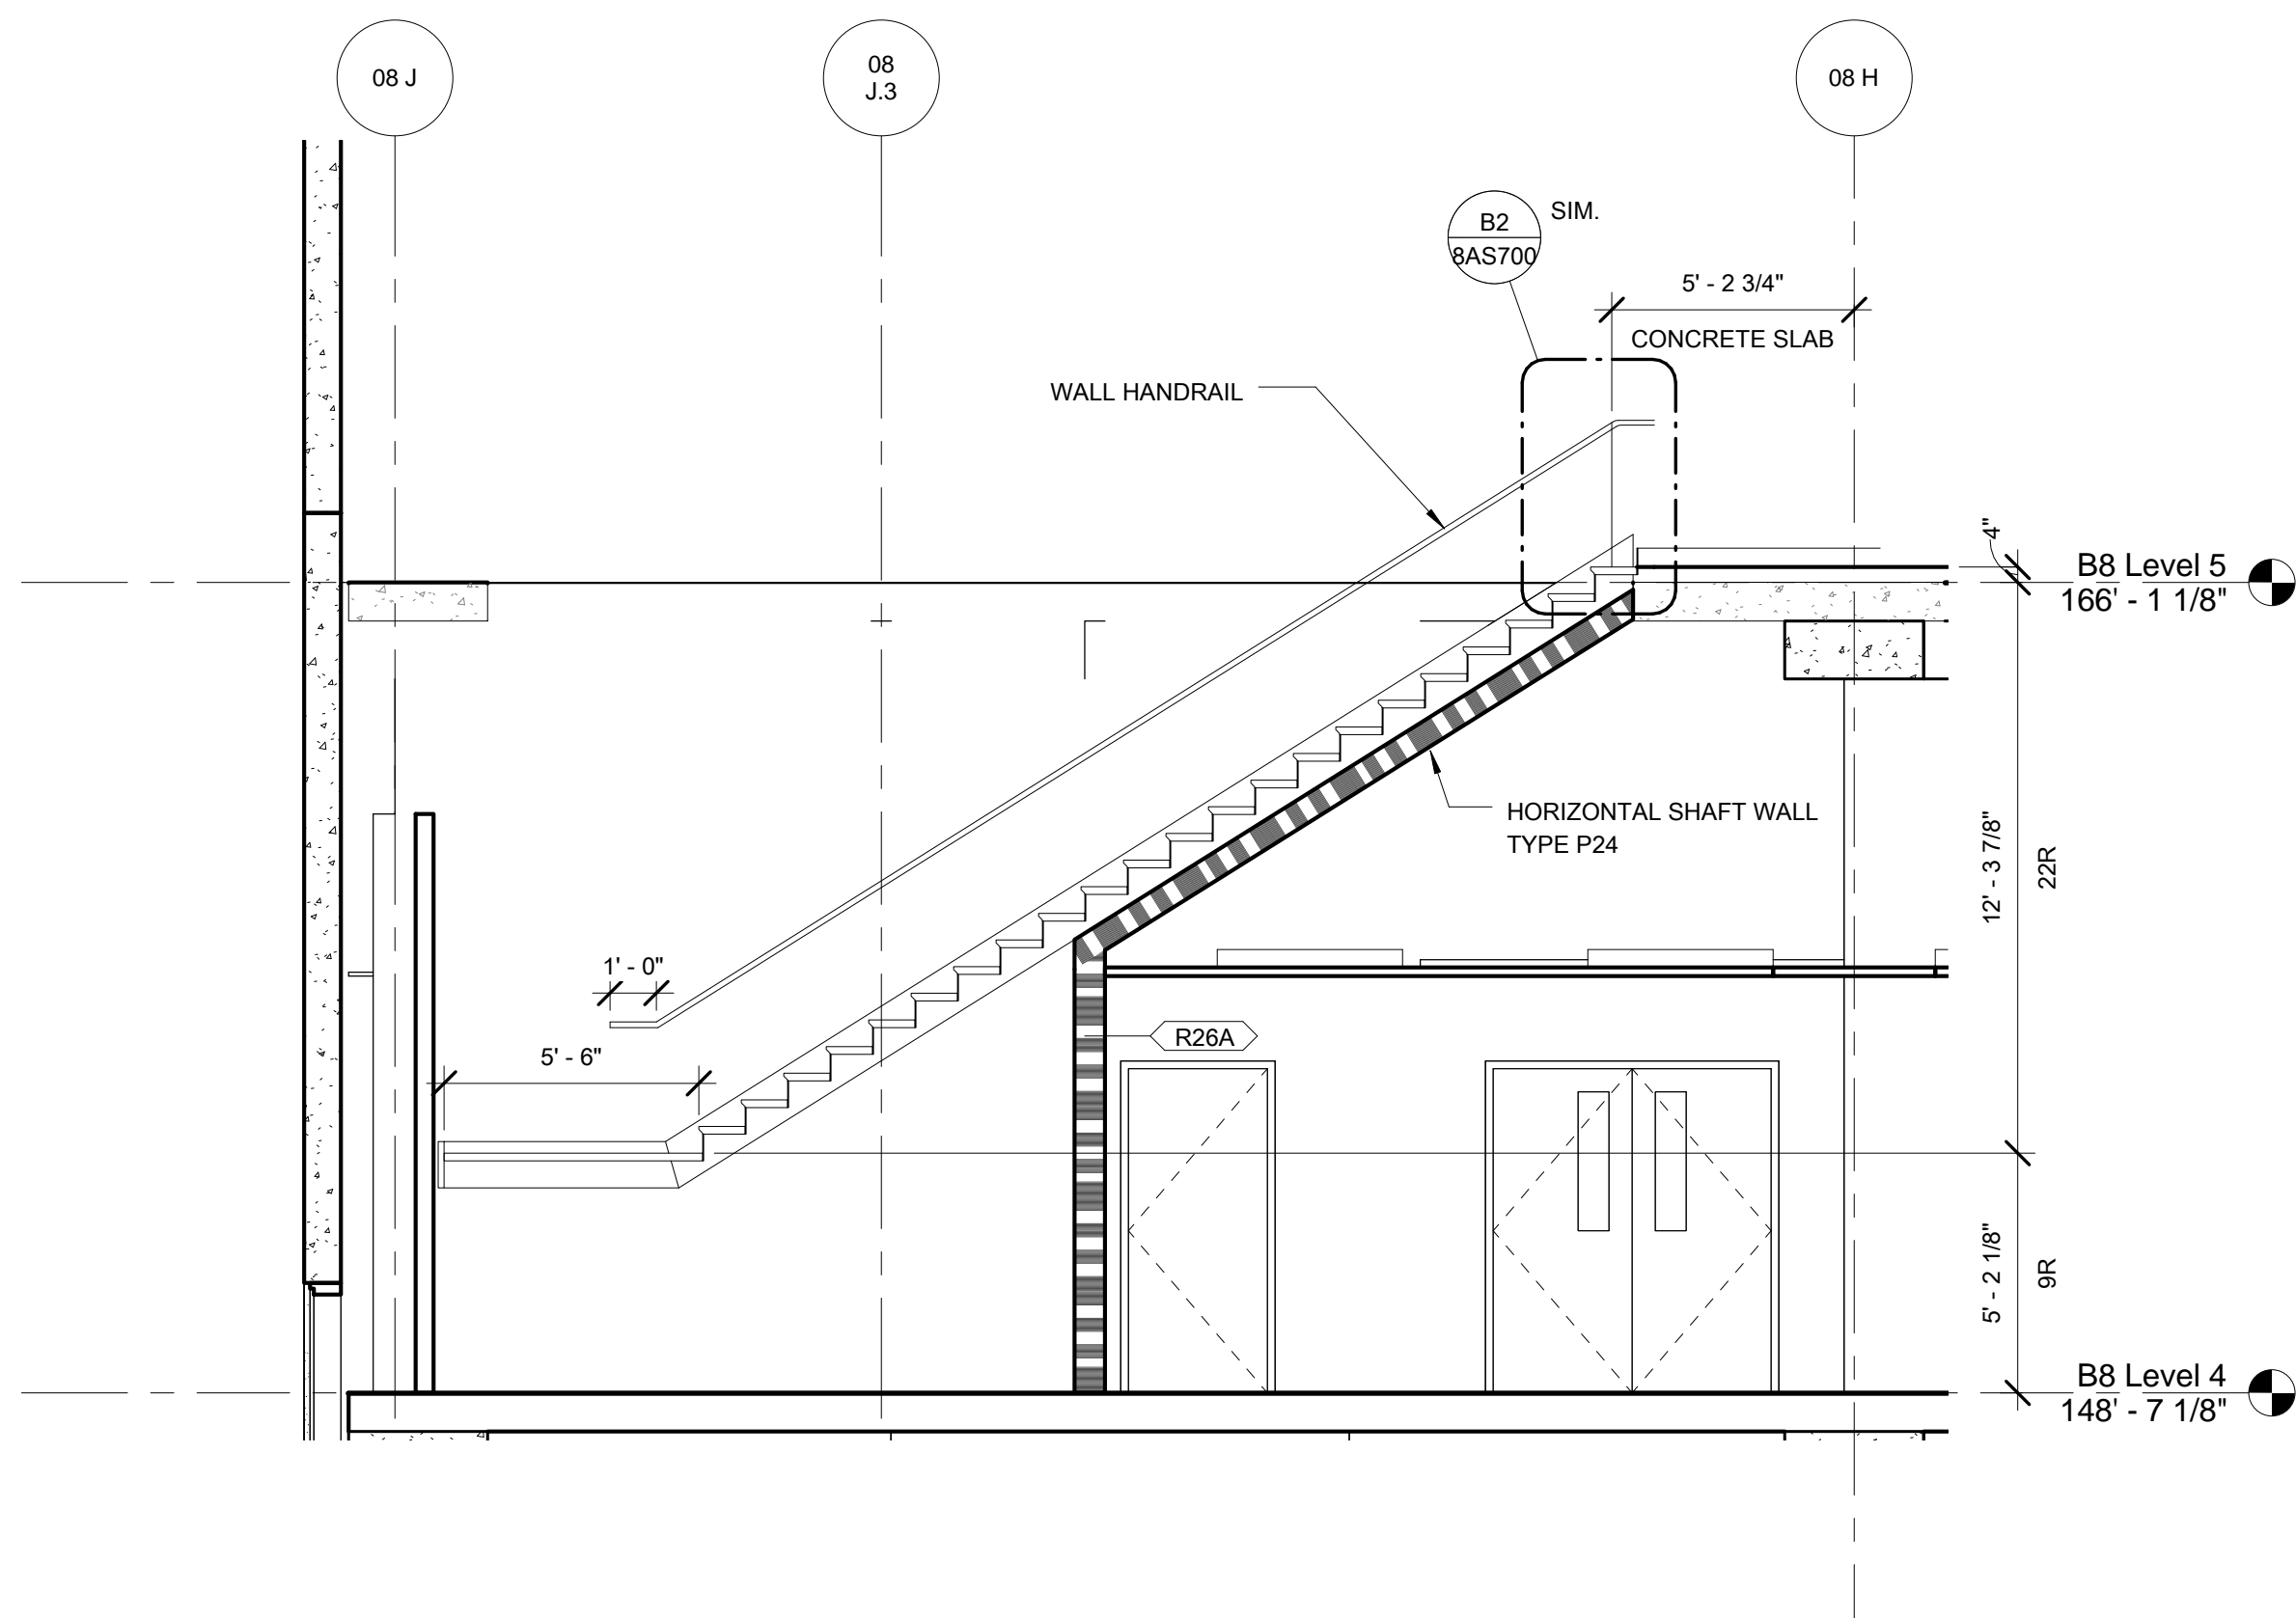 08 J
08
J.3
08 H
B2
8AS700
SIM.
5' - 2 3/4"
CONCRETE SLAB
WALL HANDRAIL
4"
B8 Level 5
166' - 1 1/8"
HORIZONTAL SHAFT WALL
TYPE P24
12' - 3 7/8"
22R
1' - 0"
R26A
5' - 6"
5' - 2 1/8"
9R
B8 Level 4
148' - 7 1/8"